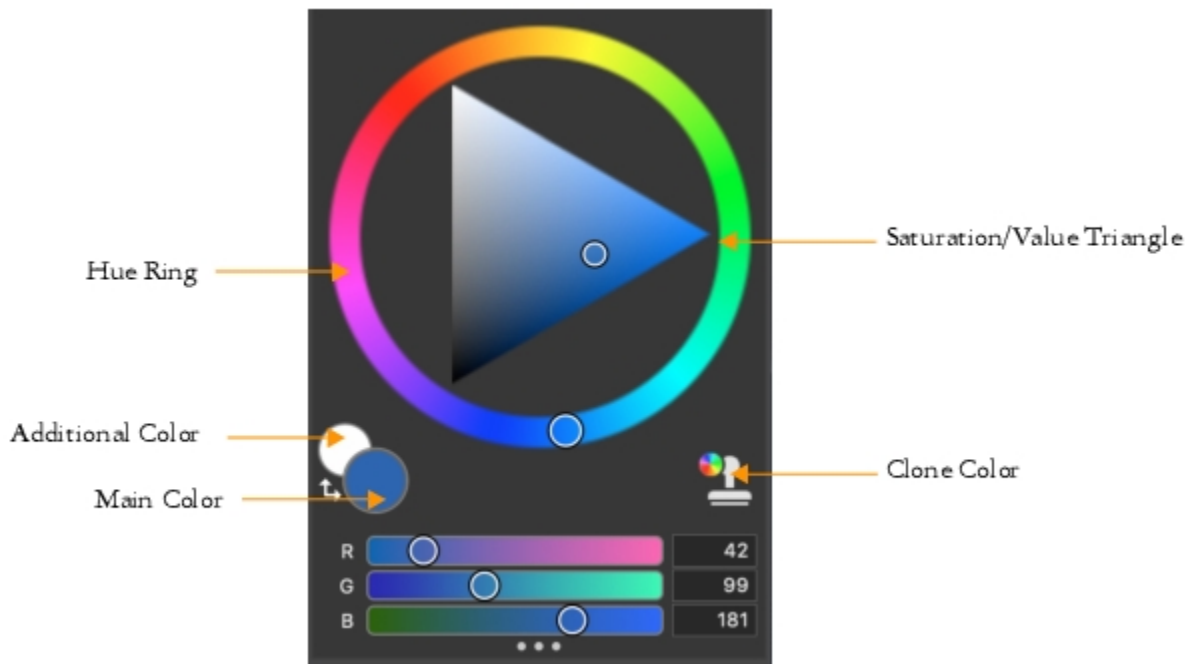 Saturation/Value Triangle
Hue Ring
Additional Color
Clone Color
Main Color
R 42
G 99
B 181